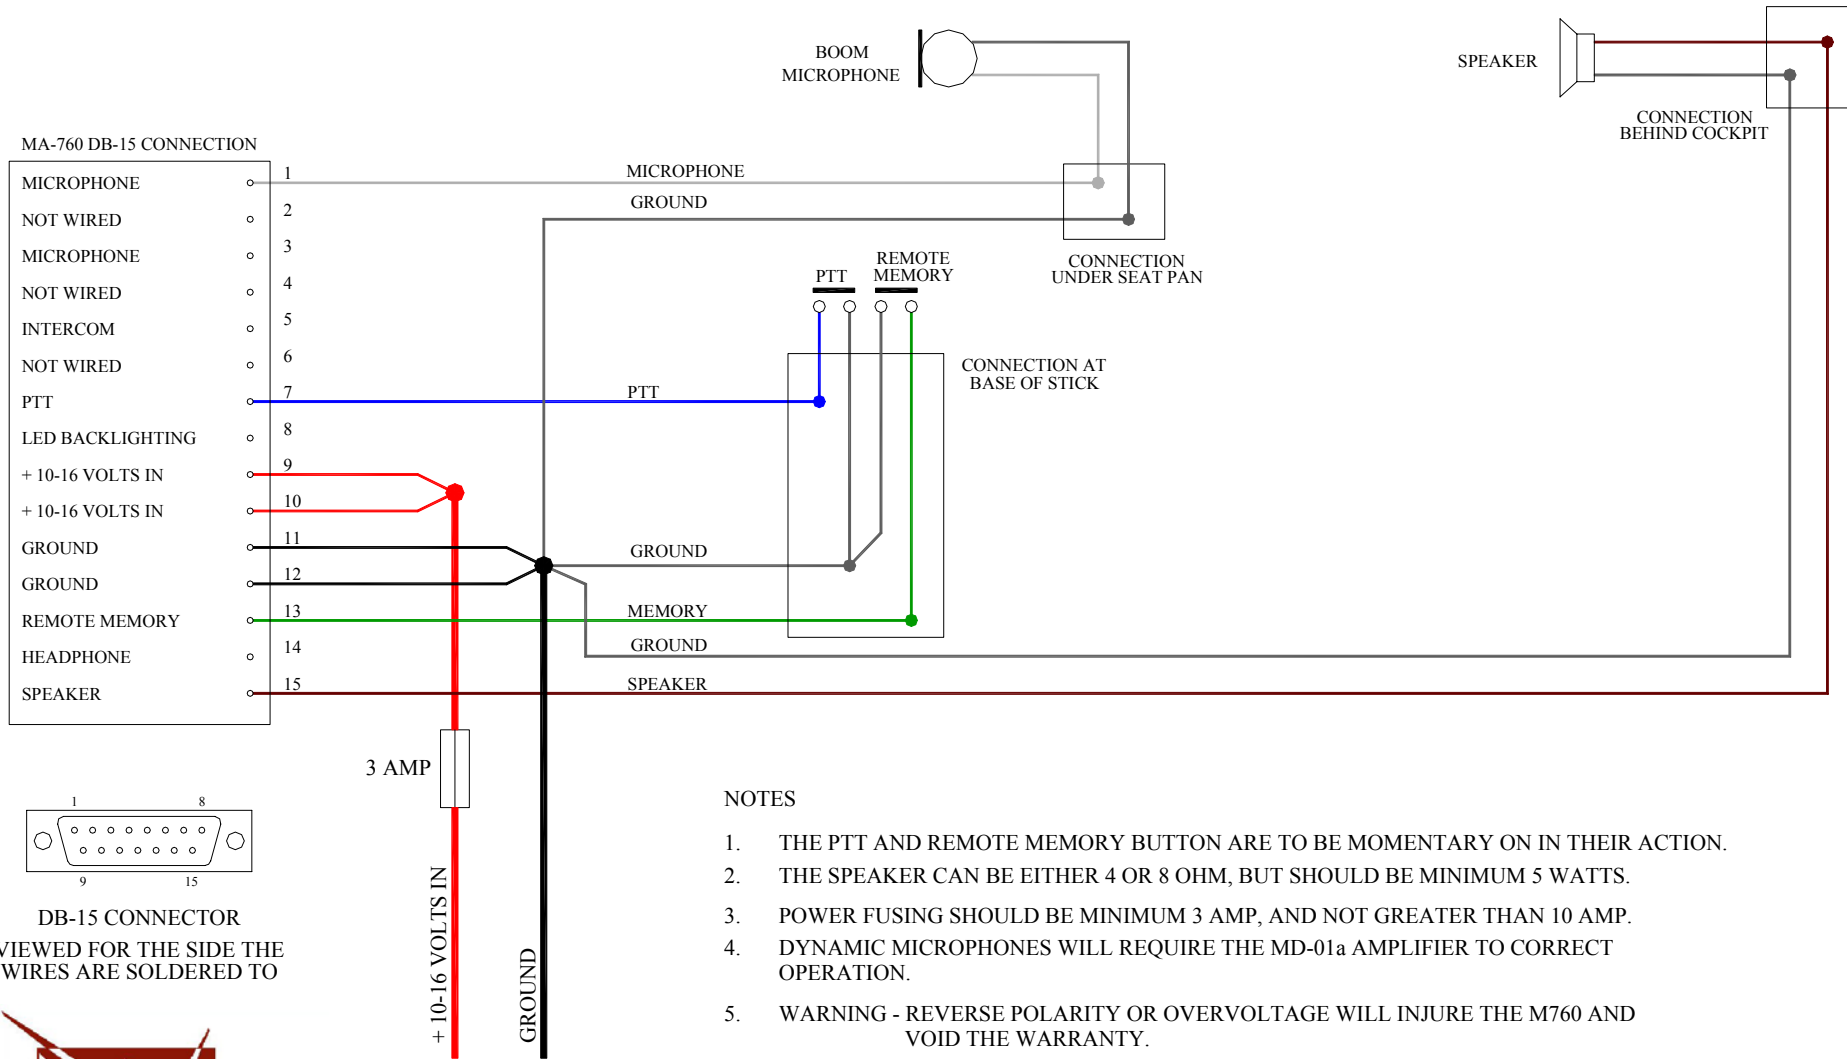 BOOM
MICROPHONE
SPEAKER
CONNECTION
BEHIND COCKPIT
MA-760 DB-15 CONNECTION
MICROPHONE 1
NOT WIRED 2
MICROPHONE 3
NOT WIRED 4
INTERCOM 5
NOT WIRED 6
PTT 7
LED BACKLIGHTING 8
+ 10-16 VOLTS IN 9
+ 10-16 VOLTS IN 10
GROUND 11
GROUND 12
REMOTE MEMORY 13
HEADPHONE 14
SPEAKER 15
MICROPHONE
GROUND
CONNECTION
UNDER SEAT PAN
PTT
REMOTE
MEMORY
CONNECTION AT
BASE OF STICK
PTT
GROUND
MEMORY
GROUND
SPEAKER
3 AMP
+ 10-16 VOLTS IN
GROUND
1 8
9 15
DB-15 CONNECTOR
VIEWED FOR THE SIDE THE
WIRES ARE SOLDERED TO
NOTES
1. THE PTT AND REMOTE MEMORY BUTTON ARE TO BE MOMENTARY ON IN THEIR ACTION.
2. THE SPEAKER CAN BE EITHER 4 OR 8 OHM, BUT SHOULD BE MINIMUM 5 WATTS.
3. POWER FUSING SHOULD BE MINIMUM 3 AMP, AND NOT GREATER THAN 10 AMP.
4. DYNAMIC MICROPHONES WILL REQUIRE THE MD-01a AMPLIFIER TO CORRECT
OPERATION.
5. WARNING - REVERSE POLARITY OR OVERVOLTAGE WILL INJURE THE M760 AND
VOID THE WARRANTY.